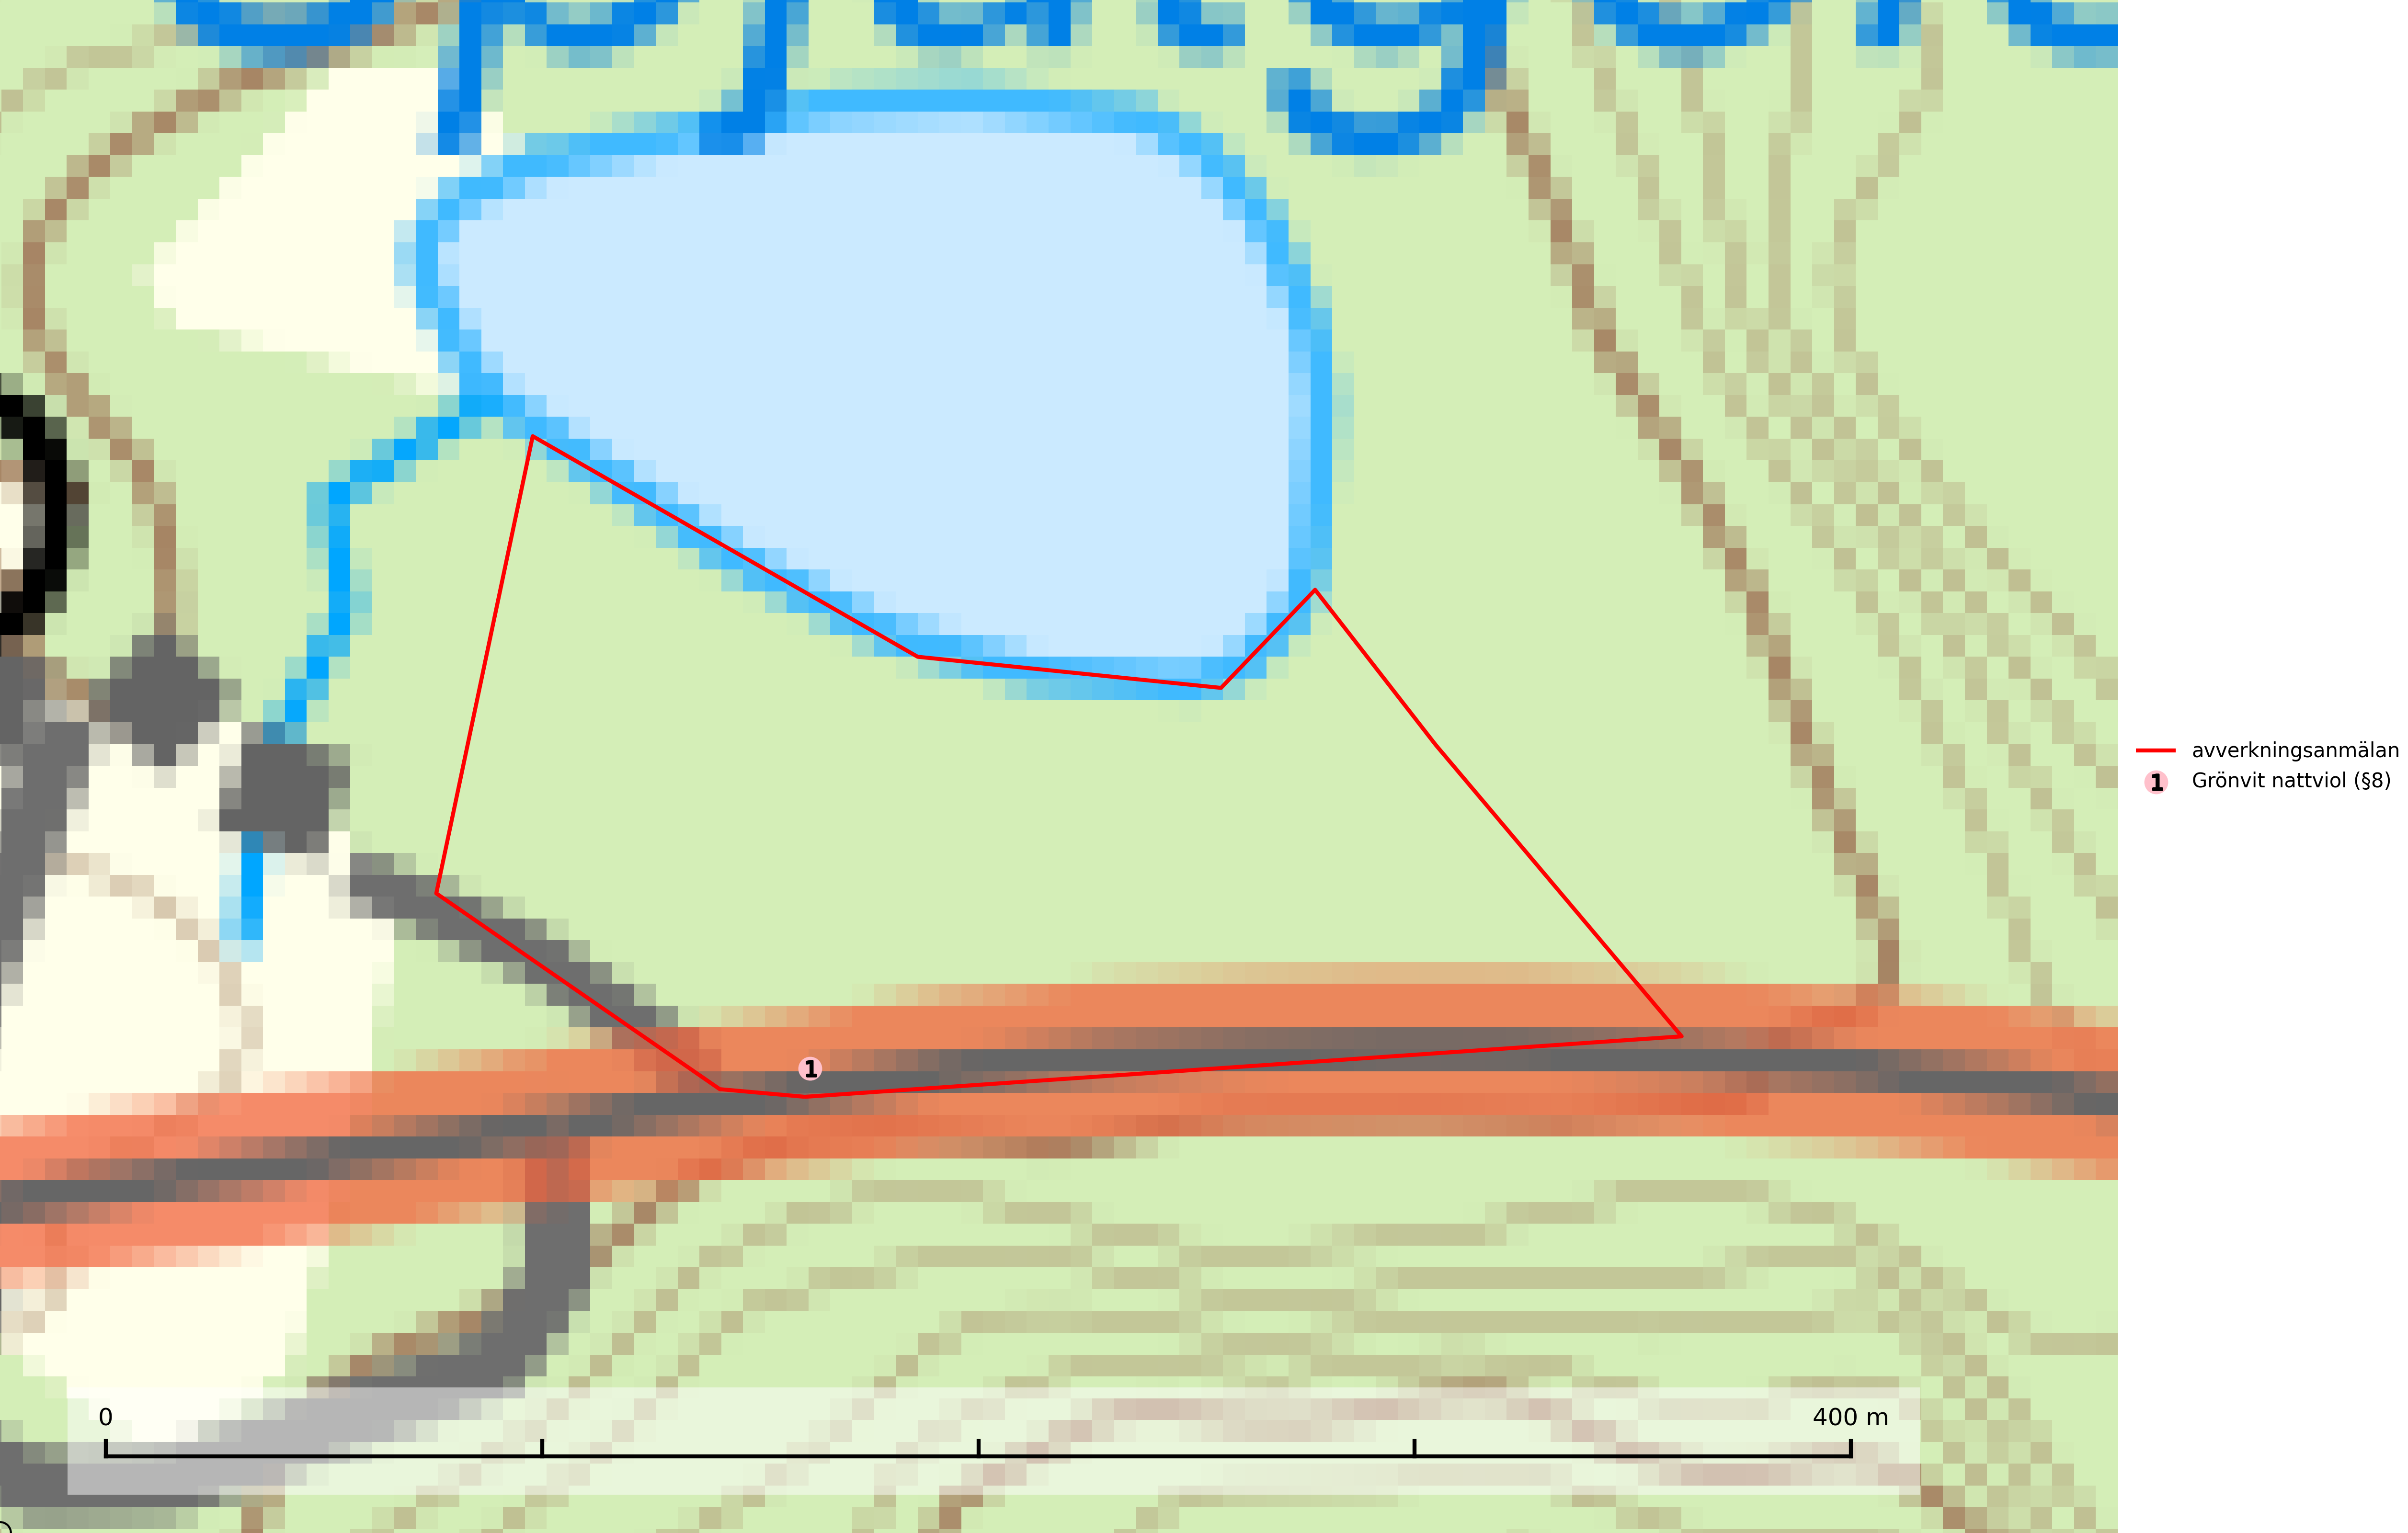 avverkningsanmälan
1 Grönvit nattviol (§8)
1
0 400 m